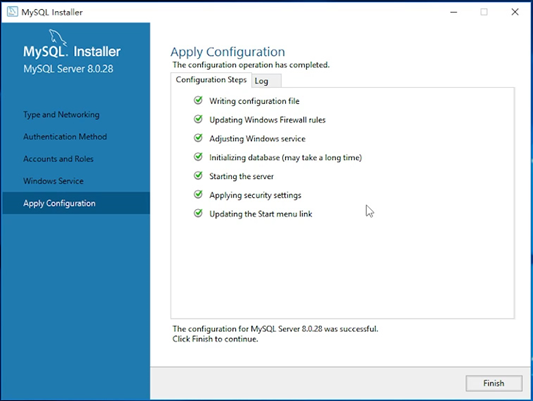 MySQL Installer
MySQL. Installer
MySQL Server 8.0.28
Type and Networking
Authentication Method
Accounts and Roles
Windows Service
Apply Configuration
Apply Configuration
The configuration operation has completed.
Configuration Steps Log
Writing configuration file
Updating Windows Firewall rules
Adjusting Windows service
Initializing database (may take a long time)
Starting the server
Applying security settings
Updating the Start menu link
The configuration for MySQL Server 8.0.28 was successful.
Click Finish to continue.
Finish